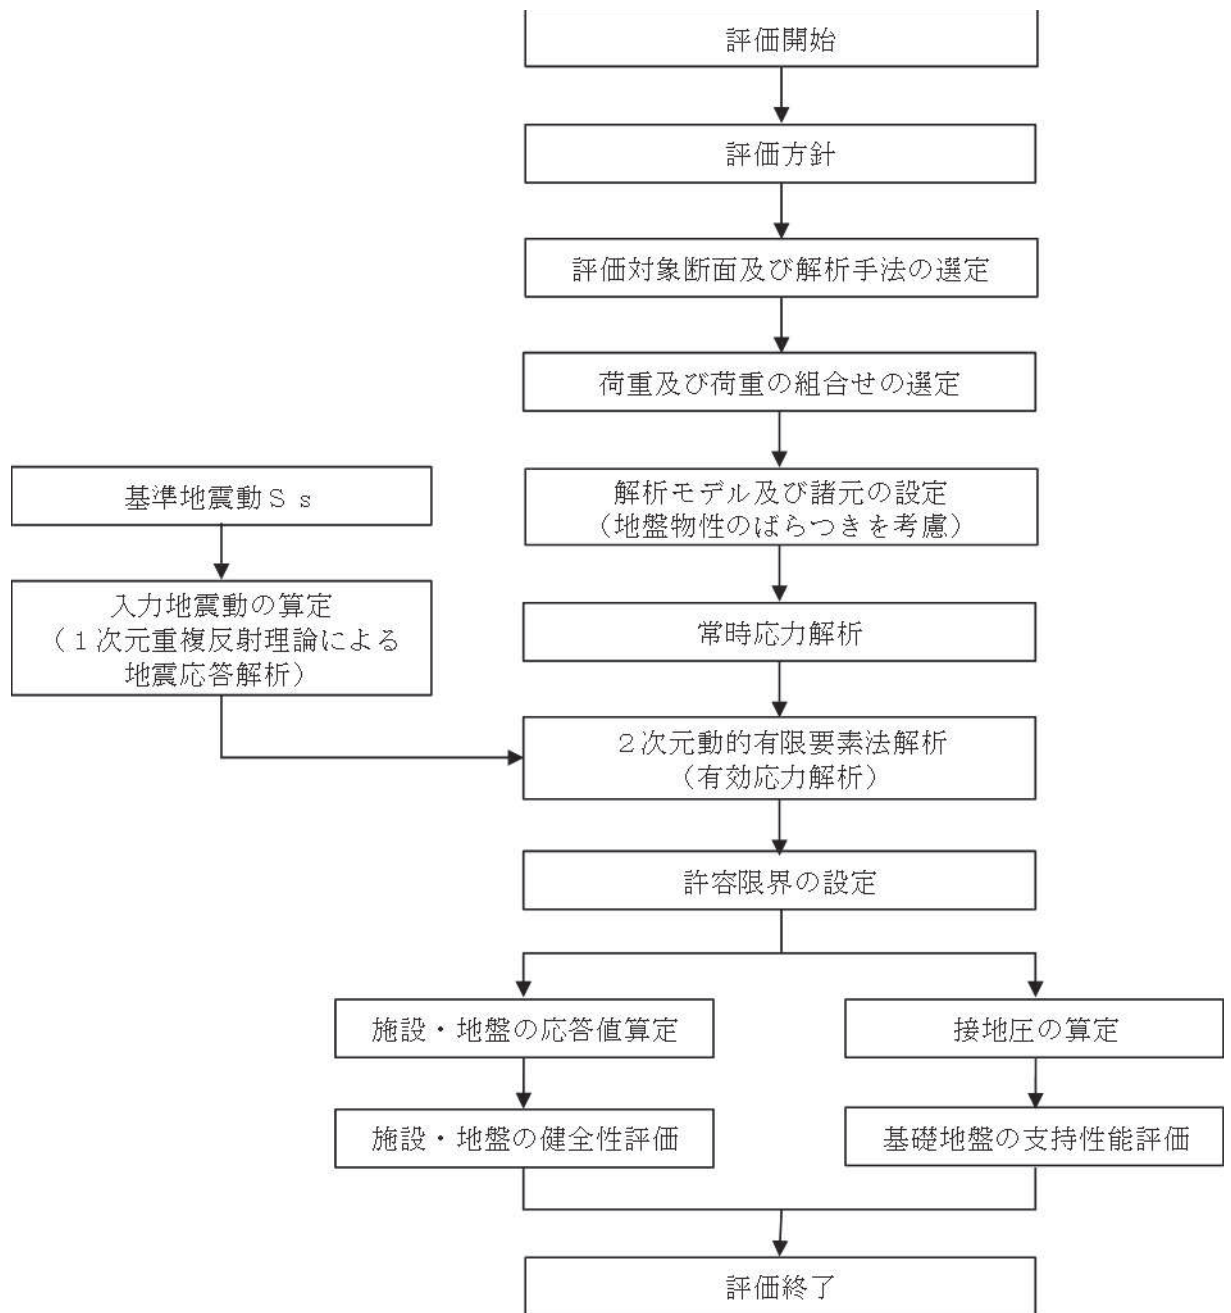 評価開始
評価方針
評価対象断面及び解析手法の選定
荷重及び荷重の組合せの選定
基準地震動Ｓｓ
解析モデル及び諸元の設定
（地盤物性のばらつきを考慮）
入力地震動の算定
（１次元重複反射理論による
地震応答解析）
常時応力解析
２次元動的有限要素法解析
（有効応力解析）
許容限界の設定
施設・地盤の応答値算定
接地圧の算定
施設・地盤の健全性評価
基礎地盤の支持性能評価
評価終了